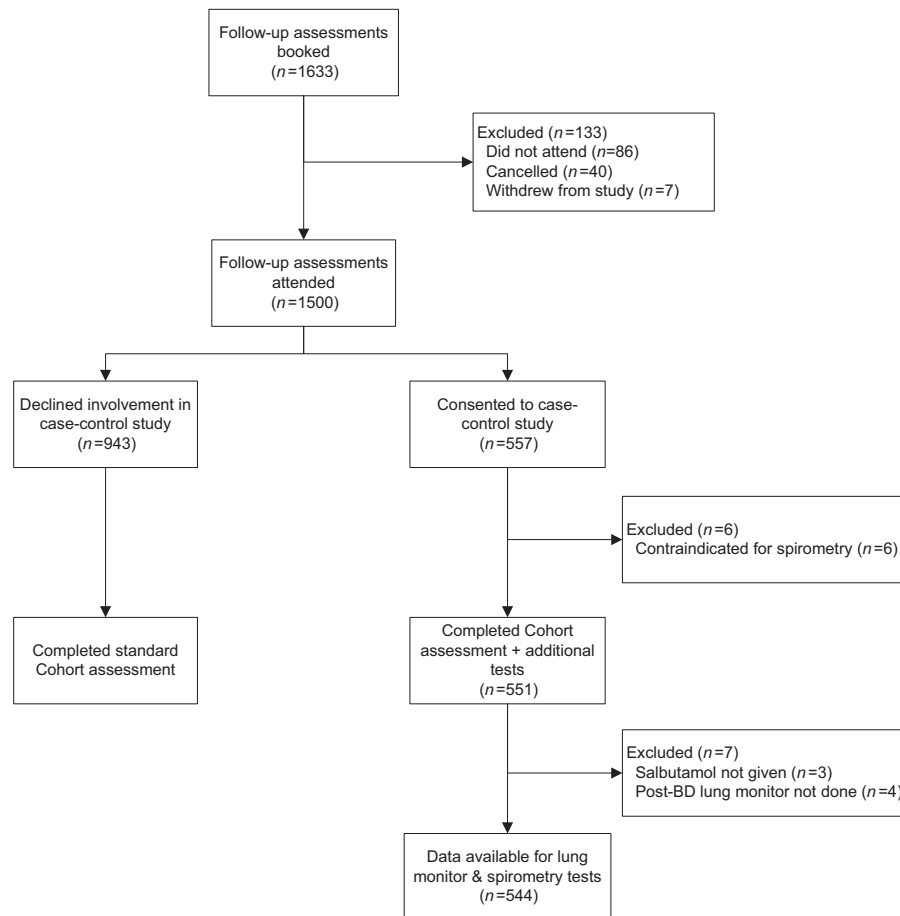 Follow-up assessments
booked
(n=1633)
Excluded (n=133)
Did not attend (n=86)
Cancelled (n=40)
Withdrew from study (n=7)
Follow-up assessments
attended
(n=1500)
Declined involvement in
case-control study
(n=943)
Consented to case-
control study
(n=557)
Excluded (n=6)
Contraindicated for spirometry (n=6)
Completed standard
Cohort assessment
Completed Cohort
assessment + additional
tests
(n=551)
Excluded (n=7)
Salbutamol not given (n=3)
Post-BD lung monitor not done (n=4)
Data available for lung
monitor & spirometry tests
(n=544)